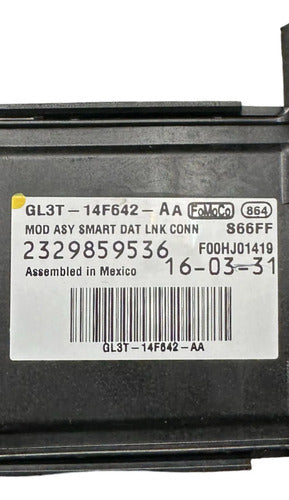 GL3T-14F642-AA FoMoCo 864
MOD ASY SMART DAT LNK CONN S66FF
2329859536 F00HJ01419
Assembled in Mexico 16-03-31
GL3T-14F642-AA